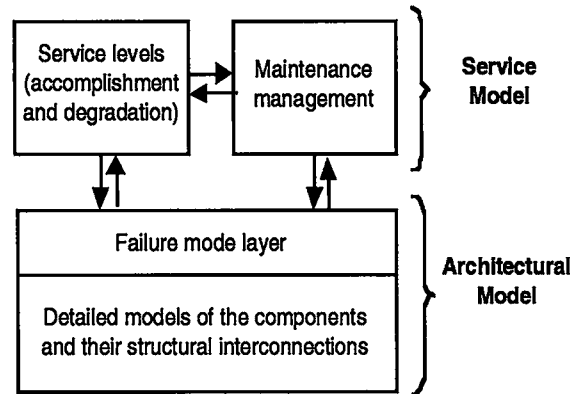 Service levels
(accomplishment
and degradation)
Maintenance
management
Service
Model
Failure mode layer
Detailed models of the components
and their structural interconnections
Architectural
Model